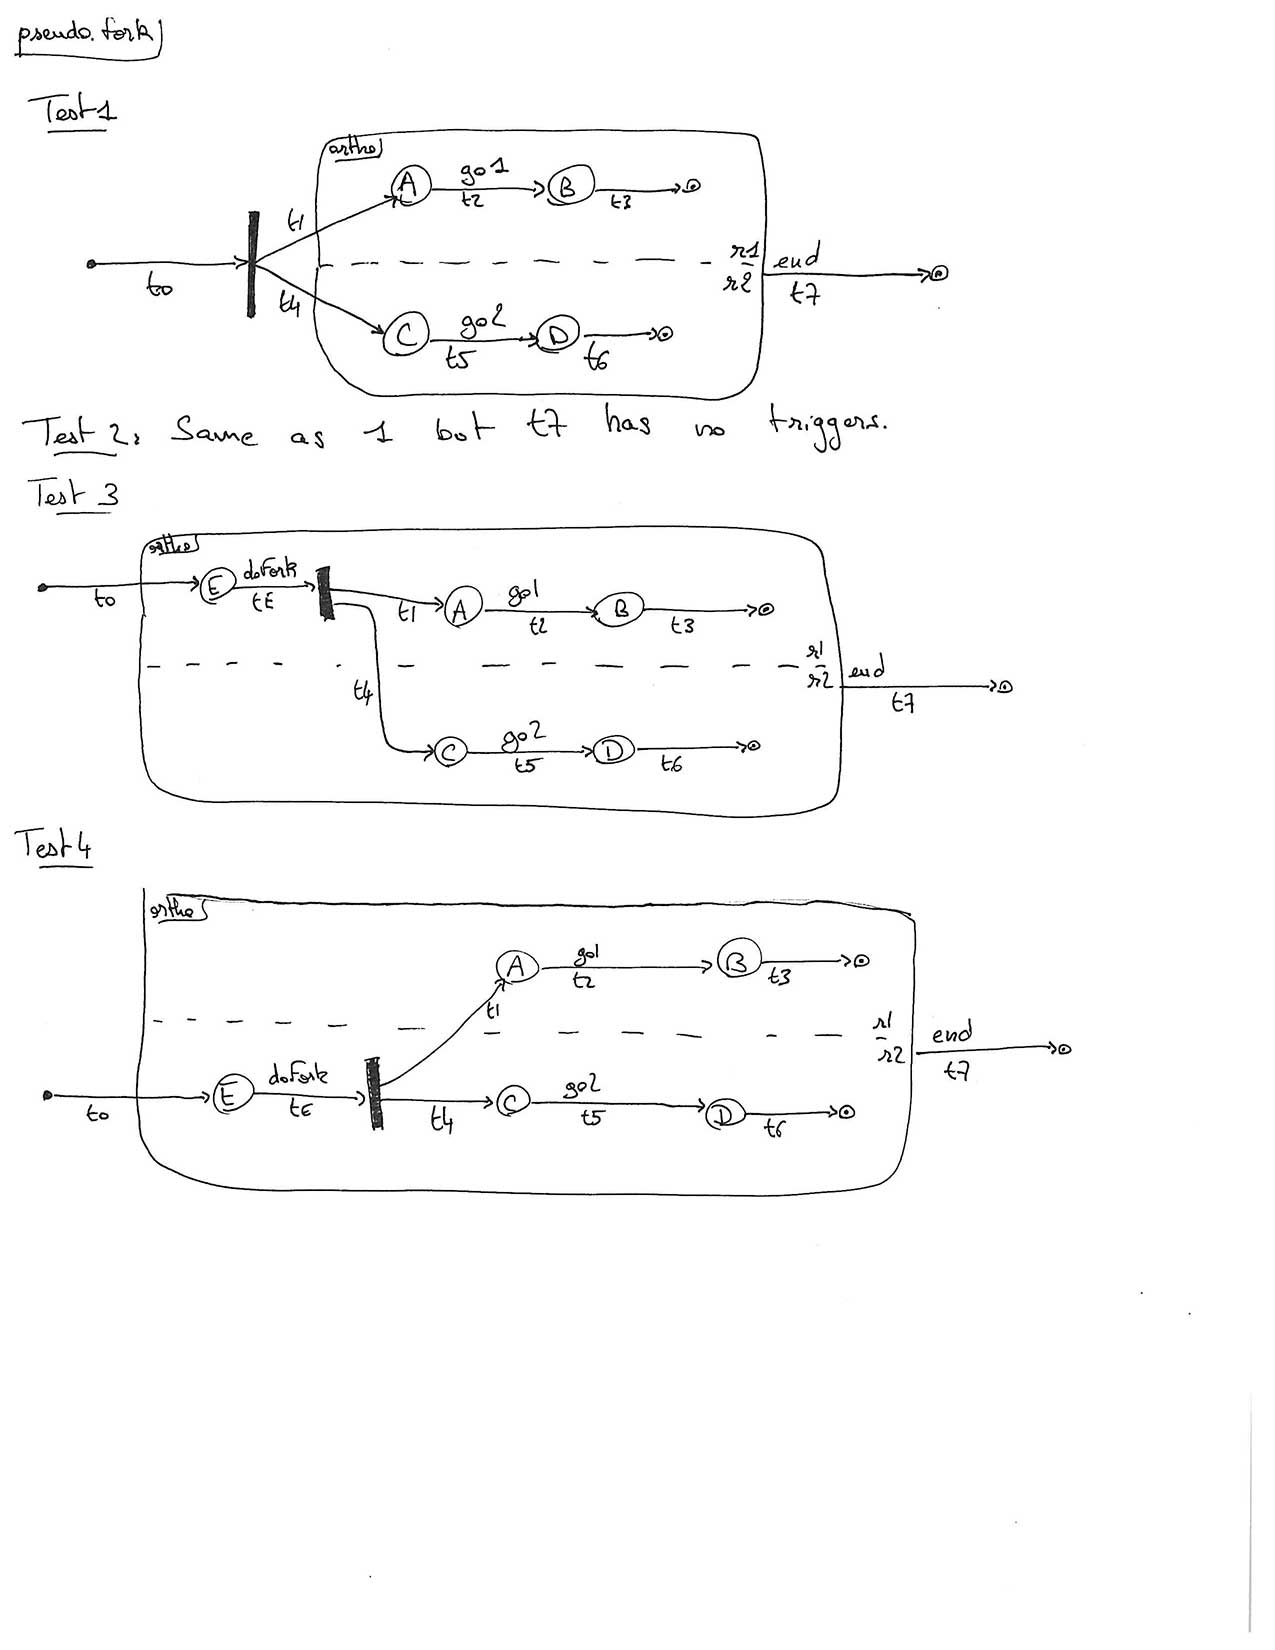 pseudo.fork
Test 1
ortho
A go1 B
t1 t2 t3
r1 end
t0 r2 t7
t4 C go2 D
t5 t6
Test 2: Same as 1 but t7 has no triggers.
Test 3
ortho
E doFork go1
t0 tE t1 A t2 B t3
r1
r2 end
t4 t7
C go2 D
t5 t6
Test 4
ortho
A go1 B
t1 t2 t3
r1 end
r2 t7
E doFork go2
t0 tE t4 C t5 D t6